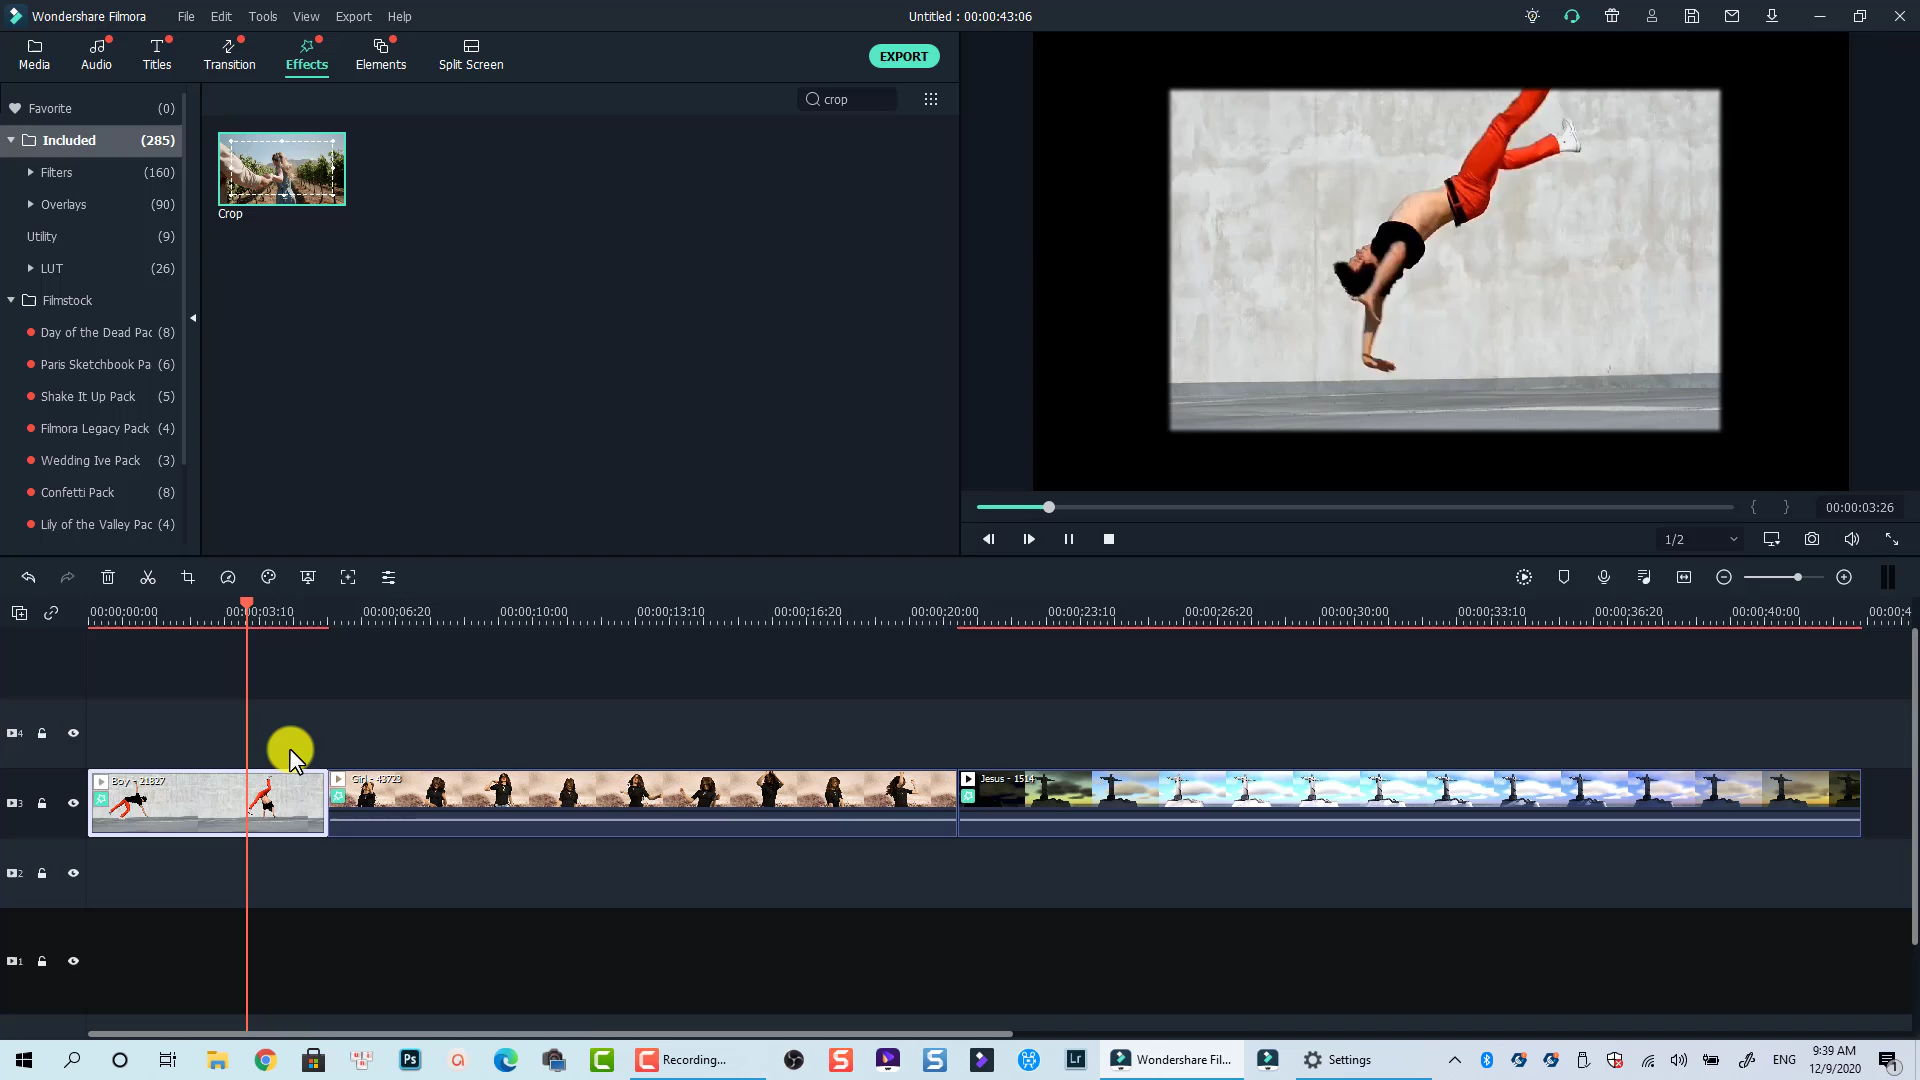 Wondershare Filmora
File Edit Tools View Export Help
Untitled : 00:00:43:06
Media Audio Titles Transition Effects Elements Split Screen
EXPORT
Favorite (0)
Included (285)
Filters (160)
Overlays (90)
Utility (9)
LUT (26)
Filmstock
Day of the Dead Pac (8)
Paris Sketchbook Pa (6)
Shake It Up Pack (5)
Filmora Legacy Pack (4)
Wedding Ive Pack (3)
Confetti Pack (8)
Lily of the Valley Pac (4)
crop
Crop
{ } 00:00:03:26
1/2
00:00:00:00 00:00:03:10 00:00:06:20 00:00:10:00 00:00:13:10 00:00:16:20 00:00:20:00 00:00:23:10 00:00:26:20 00:00:30:00 00:00:33:10 00:00:36:20 00:00:40:00 00:00:4
4
3
Boy - 21827
Girl - 43723
Jesus - 1514
2
1
Ps
Recording...
Lr
Wondershare Fil...
Settings
ENG
9:39 AM
12/9/2020
1